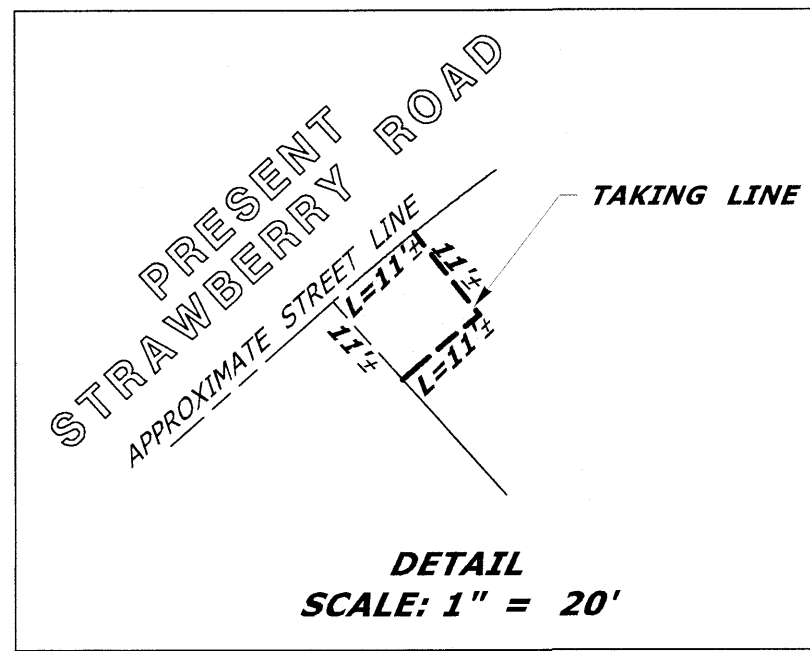 PRESENT
STRAWBERRY ROAD
APPROXIMATE STREET LINE
TAKING LINE
L=11'±
11'±
11'±
L=11'±
DETAIL
SCALE: 1" = 20'